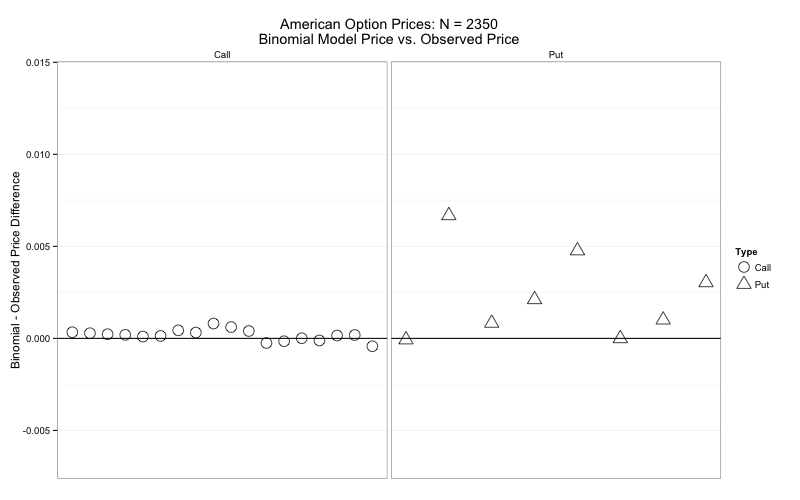 American Option Prices: N = 2350
Binomial Model Price vs. Observed Price
Call
Put
Binomial - Observed Price Difference
0.015
0.010
0.005
0.000
-0.005
Type
Call
Put